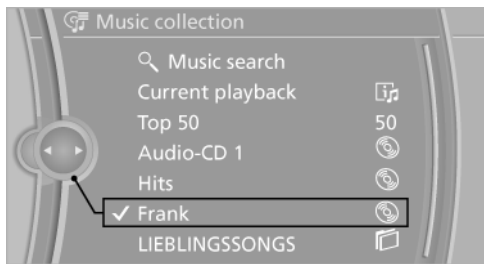 Music collection
Music search
Current playback
Top 50 50
Audio-CD 1
Hits
Frank
LIEBLINGSSONGS